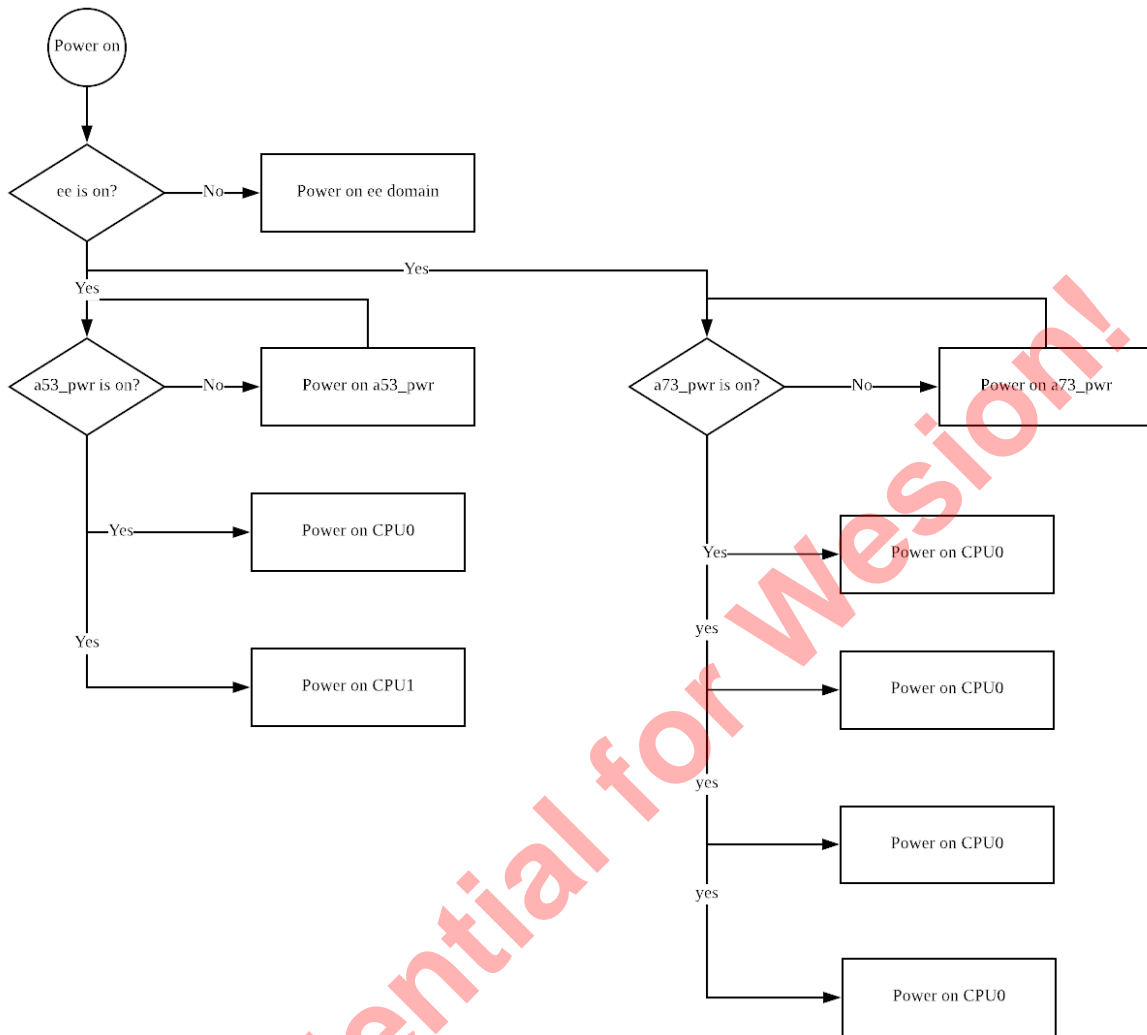 Power on
ee is on?
No
Power on ee domain
Yes
Yes
a53_pwr is on?
No
Power on a53_pwr
a73_pwr is on?
No
Power on a73_pwr
Yes
Power on CPU0
Yes
Power on CPU0
yes
Yes
Power on CPU1
Power on CPU0
yes
Power on CPU0
yes
Power on CPU0
ential for Wesion!